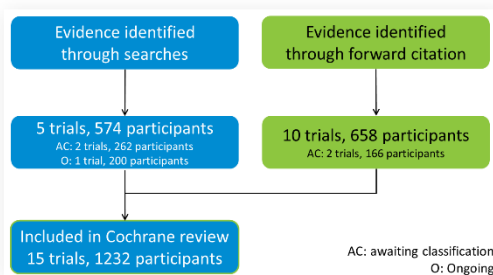 Evidence identified
through searches
Evidence identified
through forward citation
5 trials, 574 participants
AC: 2 trials, 262 participants
O: 1 trial, 200 participants
10 trials, 658 participants
AC: 2 trials, 166 participants
Included in Cochrane review
15 trials, 1232 participants
AC: awaiting classification
O: Ongoing